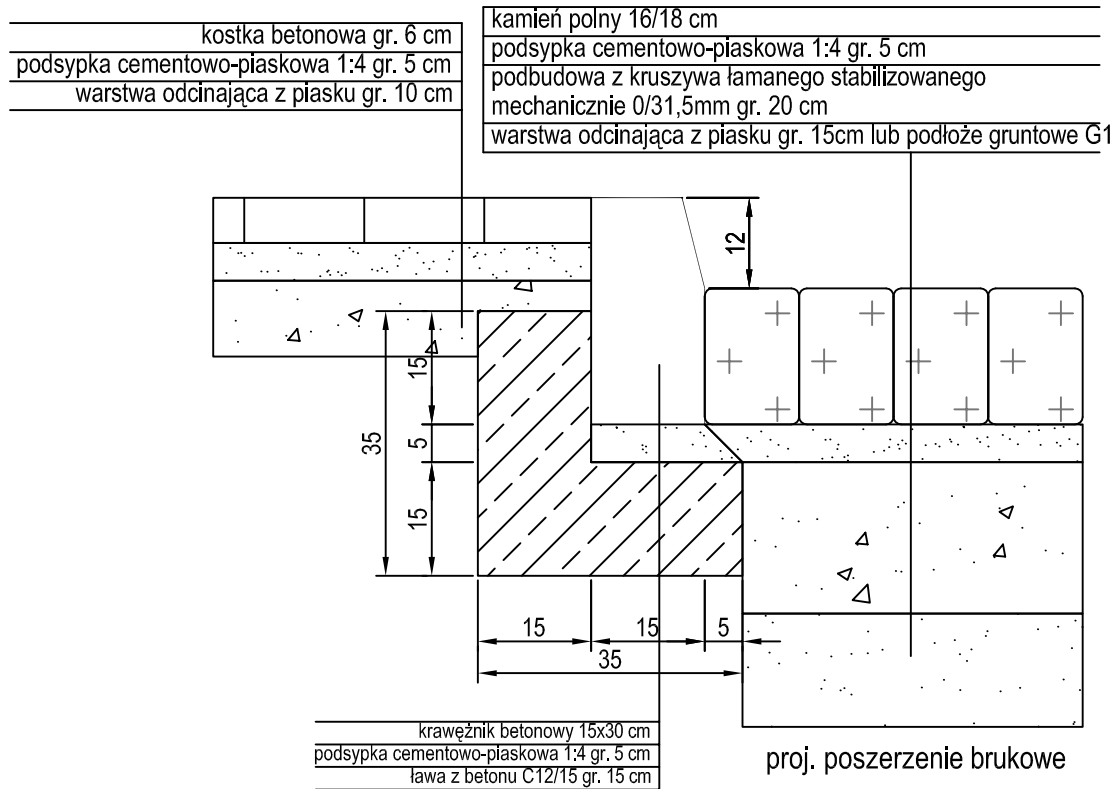 kostka betonowa gr. 6 cm
podsypka cementowo-piaskowa 1:4 gr. 5 cm
warstwa odcinająca z piasku gr. 10 cm
kamień polny 16/18 cm
podsypka cementowo-piaskowa 1:4 gr. 5 cm
podbudowa z kruszywa łamanego stabilizowanego
mechanicznie 0/31,5mm gr. 20 cm
warstwa odcinająca z piasku gr. 15cm lub podłoże gruntowe G1
12
15
35
5
15
15
15
5
35
krawężnik betonowy 15x30 cm
podsypka cementowo-piaskowa 1:4 gr. 5 cm
ława z betonu C12/15 gr. 15 cm
proj. poszerzenie brukowe